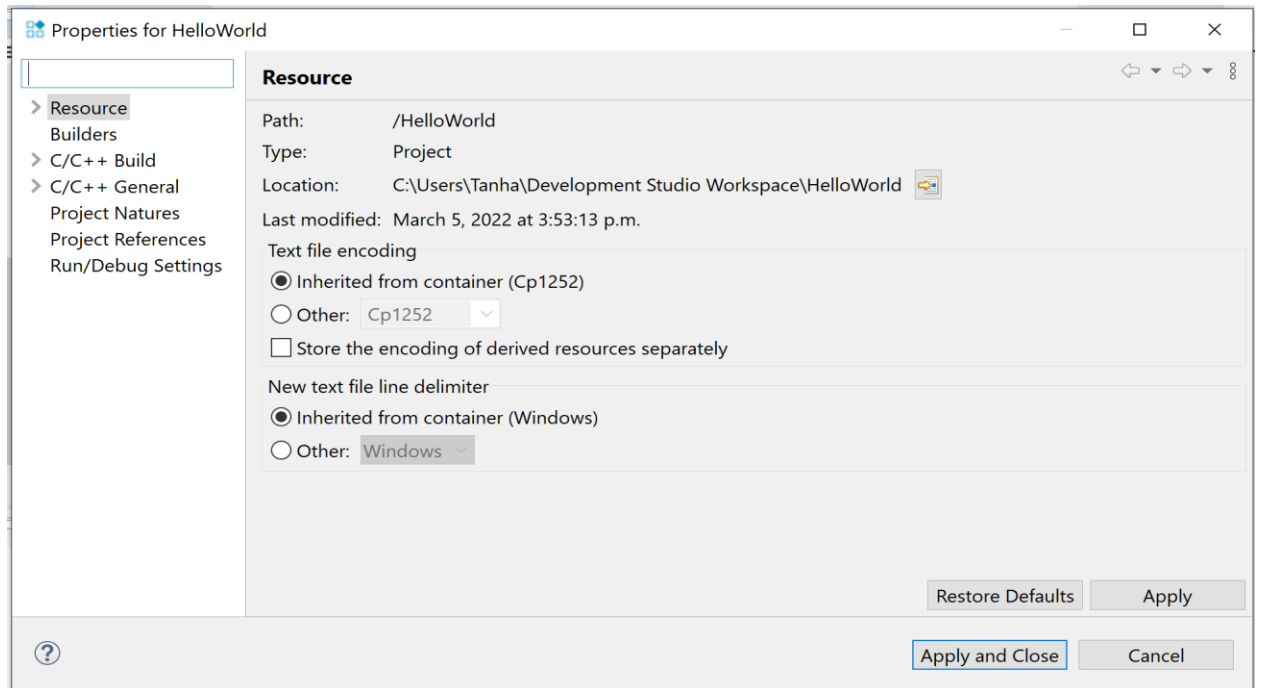 Properties for HelloWorld
Resource
Builders
C/C++ Build
C/C++ General
Project Natures
Project References
Run/Debug Settings
Resource
Path: /HelloWorld
Type: Project
Location: C:\Users\Tanha\Development Studio Workspace\HelloWorld
Last modified: March 5, 2022 at 3:53:13 p.m.
Text file encoding
Inherited from container (Cp1252)
Other: Cp1252
Store the encoding of derived resources separately
New text file line delimiter
Inherited from container (Windows)
Other: Windows
Restore Defaults Apply
? Apply and Close Cancel